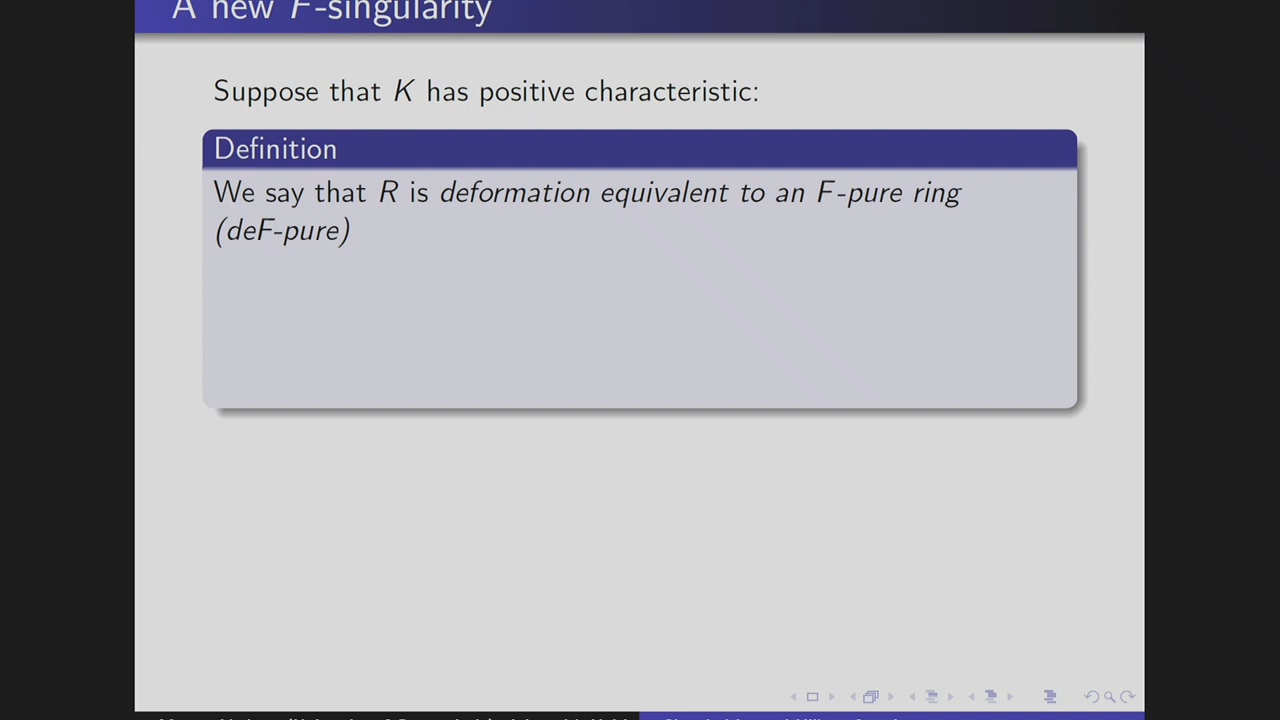 A new F-singularity
Suppose that K has positive characteristic:
Definition
We say that R is deformation equivalent to an F-pure ring
(deF-pure)